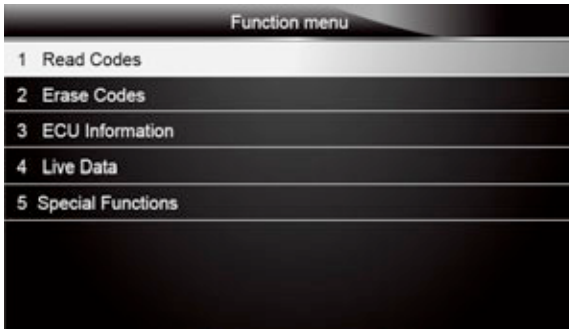 Function menu
1 Read Codes
2 Erase Codes
3 ECU Information
4 Live Data
5 Special Functions